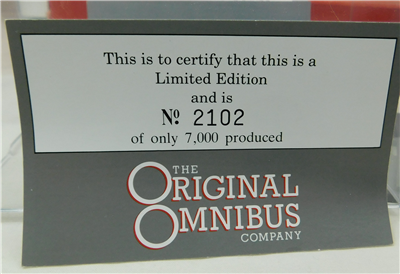 This is to certify that this is a
Limited Edition
and is
Nº 2102
of only 7,000 produced
THE
ORIGINAL
OMNIBUS
COMPANY